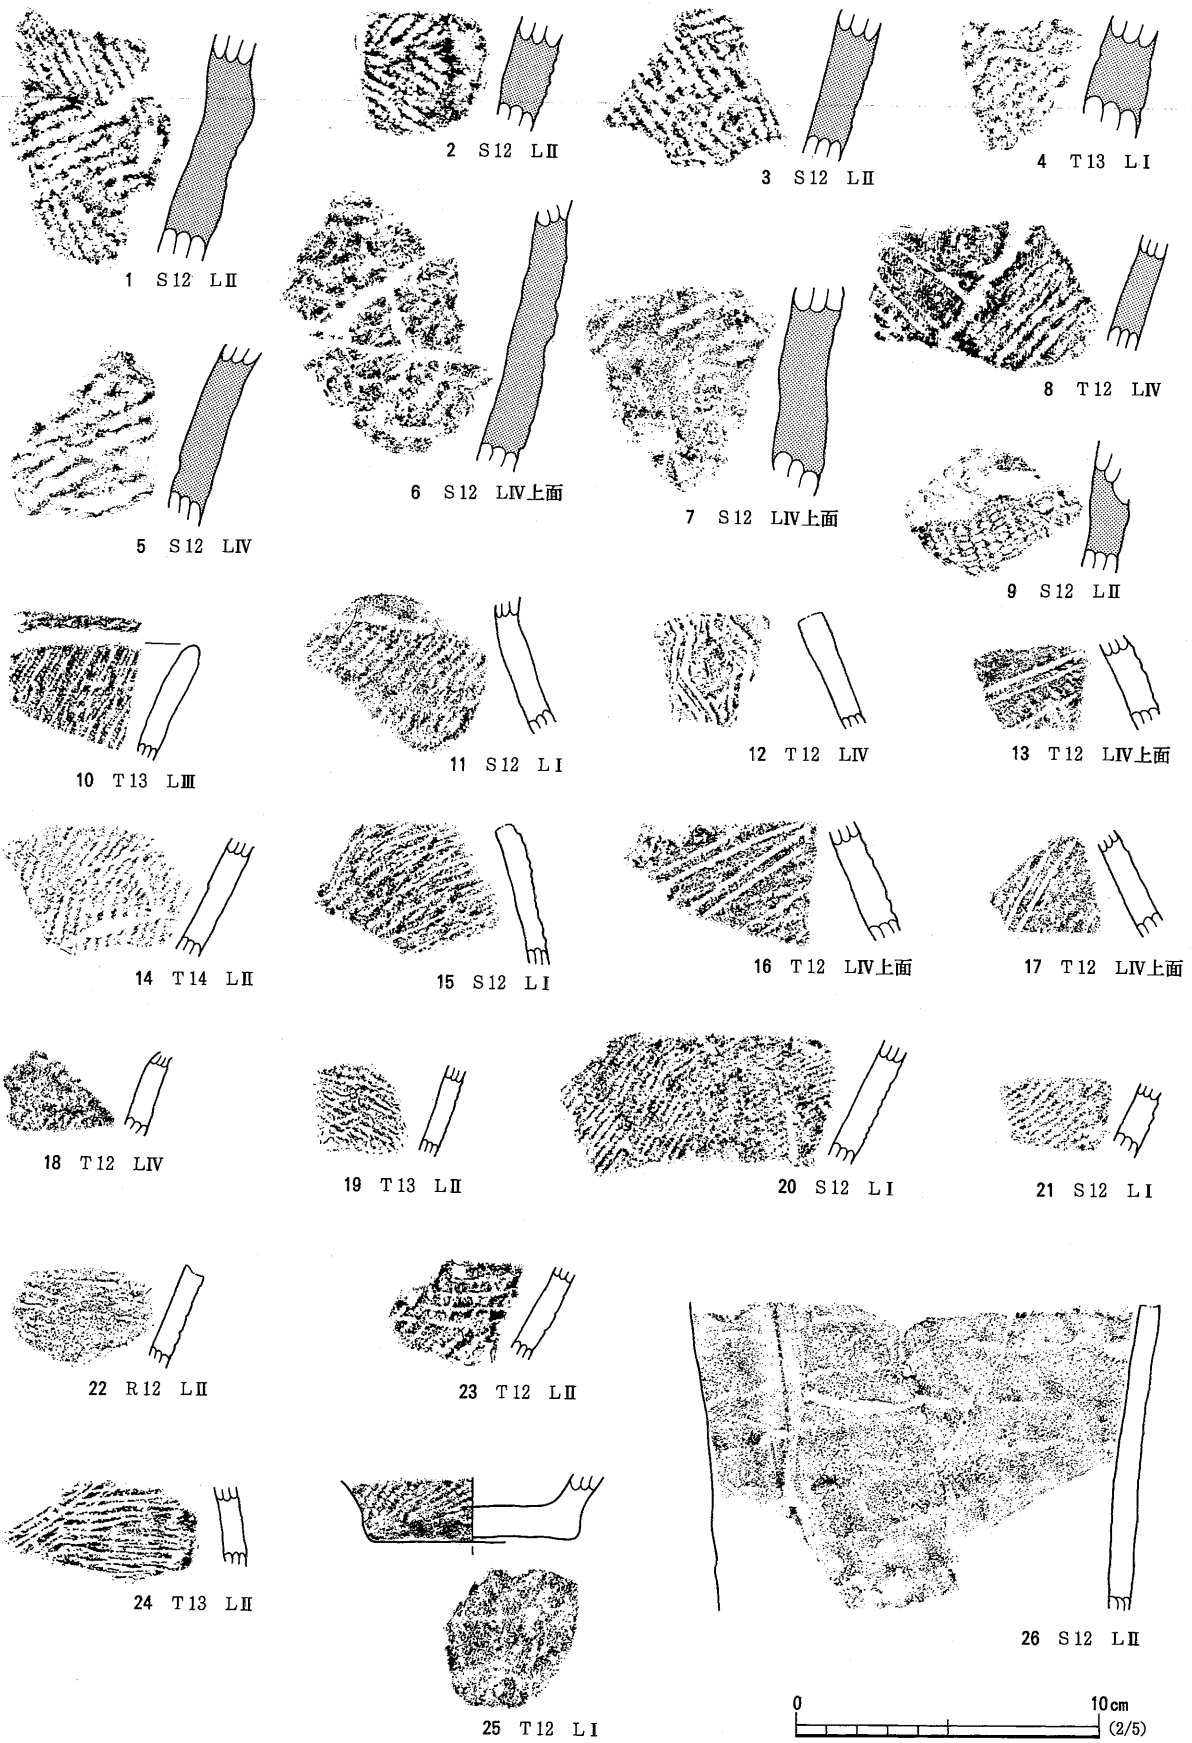 1 S12 LⅡ
2 S12 LⅡ
3 S12 LⅡ
4 T13 LⅠ
5 S12 LⅣ
6 S12 LⅣ上面
7 S12 LⅣ上面
8 T12 LⅣ
9 S12 LⅡ
10 T13 LⅢ
11 S12 LⅠ
12 T12 LⅣ
13 T12 LⅣ上面
14 T14 LⅡ
15 S12 LⅠ
16 T12 LⅣ上面
17 T12 LⅣ上面
18 T12 LⅣ
19 T13 LⅡ
20 S12 LⅠ
21 S12 LⅠ
22 R12 LⅡ
23 T12 LⅡ
24 T13 LⅡ
25 T12 LⅠ
26 S12 LⅡ
0 10cm
(2/5)